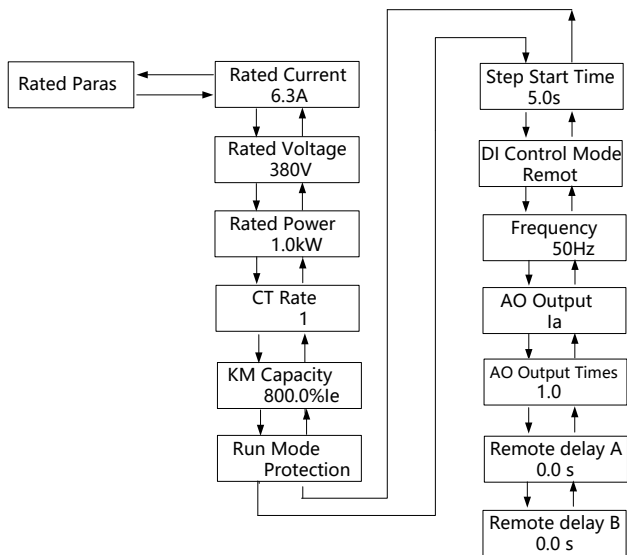 Rated Paras
Rated Current
6.3A
Rated Voltage
380V
Rated Power
1.0kW
CT Rate
1
KM Capacity
800.0%Ie
Run Mode
Protection
Step Start Time
5.0s
DI Control Mode
Remot
Frequency
50Hz
AO Output
Ia
AO Output Times
1.0
Remote delay A
0.0 s
Remote delay B
0.0 s